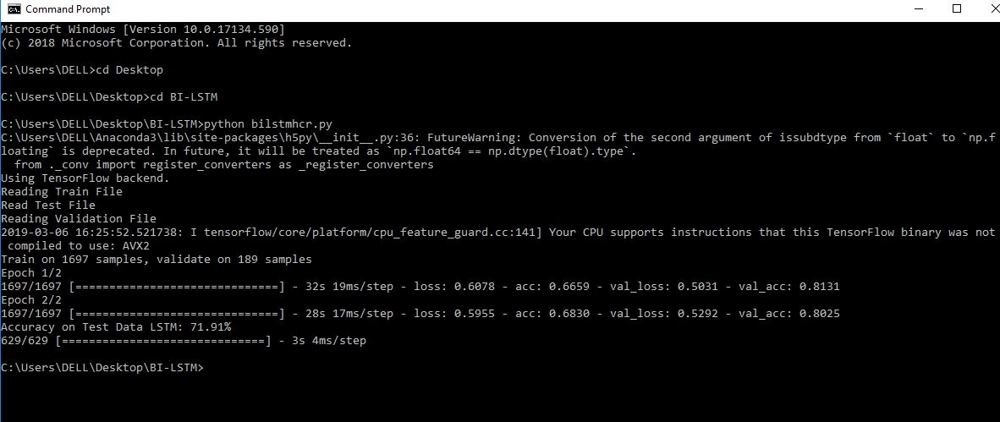 Command Prompt
Microsoft Windows [Version 10.0.17134.590]
(c) 2018 Microsoft Corporation. All rights reserved.
C:\Users\DELL>cd Desktop
C:\Users\DELL\Desktop>cd BI-LSTM
C:\Users\DELL\Desktop\BI-LSTM>python bilstmhcr.py
C:\Users\DELL\Anaconda3\lib\site-packages\h5py\__init__.py:36: FutureWarning: Conversion of the second argument of issubdtype from `float` to `np.f
loating` is deprecated. In future, it will be treated as `np.float64 == np.dtype(float).type`.
  from ._conv import register_converters as _register_converters
Using TensorFlow backend.
Reading Train File
Read Test File
Reading Validation File
2019-03-06 16:25:52.521738: I tensorflow/core/platform/cpu_feature_guard.cc:141] Your CPU supports instructions that this TensorFlow binary was not
 compiled to use: AVX2
Train on 1697 samples, validate on 189 samples
Epoch 1/2
1697/1697 [==============================] - 32s 19ms/step - loss: 0.6078 - acc: 0.6659 - val_loss: 0.5031 - val_acc: 0.8131
Epoch 2/2
1697/1697 [==============================] - 28s 17ms/step - loss: 0.5955 - acc: 0.6830 - val_loss: 0.5292 - val_acc: 0.8025
Accuracy on Test Data LSTM: 71.91%
629/629 [==============================] - 3s 4ms/step
C:\Users\DELL\Desktop\BI-LSTM>